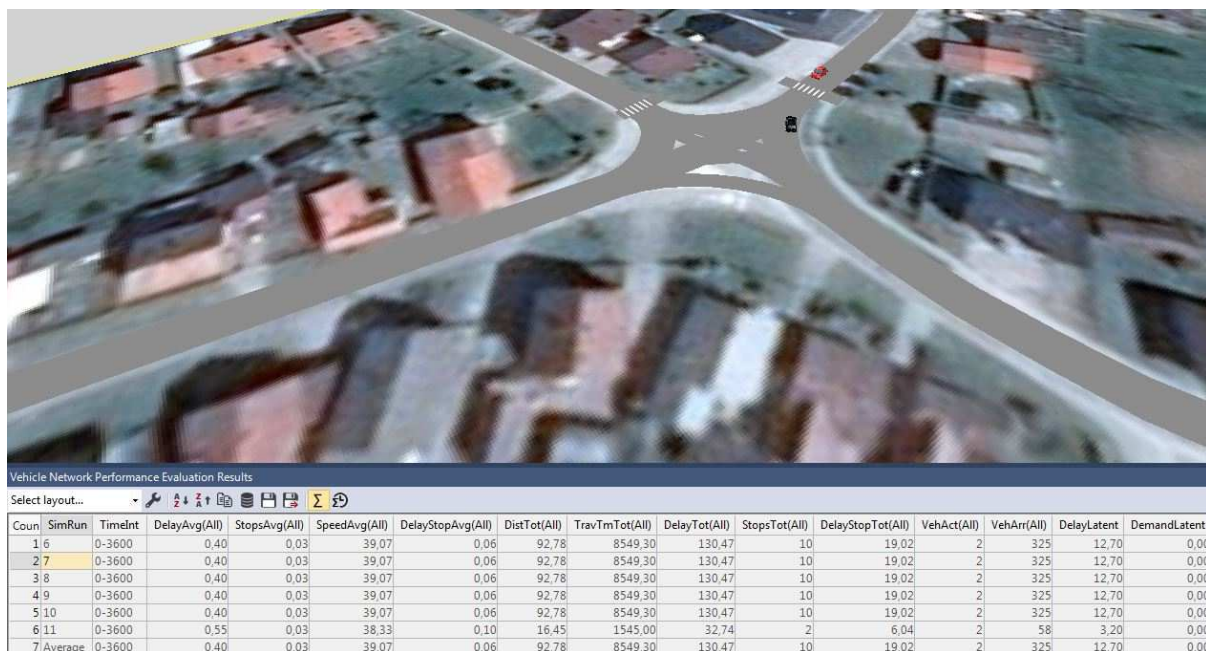 Vehicle Network Performance Evaluation Results
Select layout...
Coun SimRun TimeInt DelayAvg(All) StopsAvg(All) SpeedAvg(All) DelayStopAvg(All) DistTot(All) TravTmTot(All) DelayTot(All) StopsTot(All) DelayStopTot(All) VehAct(All) VehArr(All) DelayLatent DemandLatent
1 6 0-3600 0,40 0,03 39,07 0,06 92,78 8549,30 130,47 10 19,02 2 325 12,70 0,00
2 7 0-3600 0,40 0,03 39,07 0,06 92,78 8549,30 130,47 10 19,02 2 325 12,70 0,00
3 8 0-3600 0,40 0,03 39,07 0,06 92,78 8549,30 130,47 10 19,02 2 325 12,70 0,00
4 9 0-3600 0,40 0,03 39,07 0,06 92,78 8549,30 130,47 10 19,02 2 325 12,70 0,00
5 10 0-3600 0,40 0,03 39,07 0,06 92,78 8549,30 130,47 10 19,02 2 325 12,70 0,00
6 11 0-3600 0,55 0,03 38,33 0,10 16,45 1545,00 32,74 2 6,04 2 58 3,20 0,00
7 Average 0-3600 0,40 0,03 39,07 0,06 92,78 8549,30 130,47 10 19,02 2 325 12,70 0,00